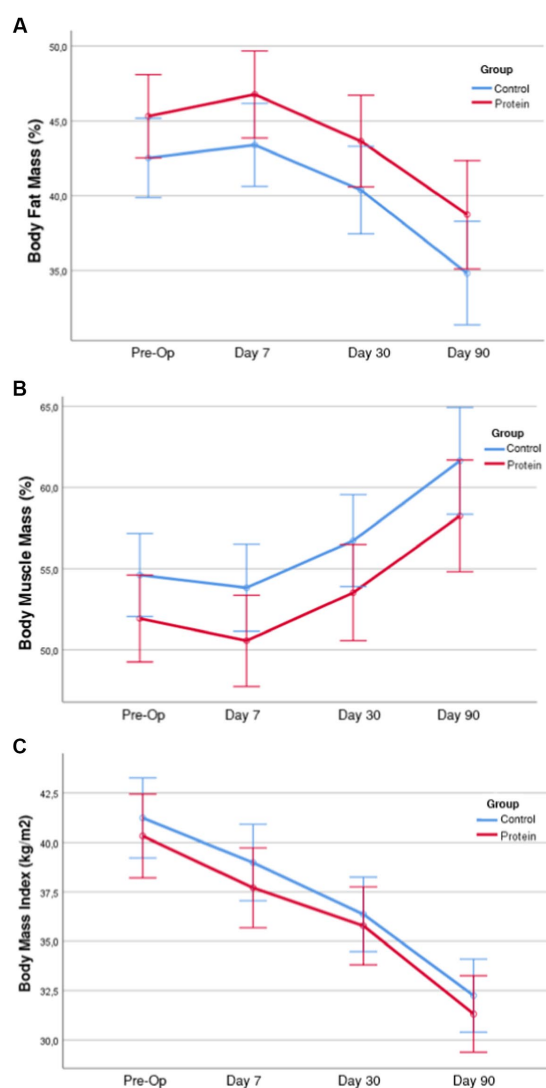 A
Body Fat Mass (%)
50,0
45,0
40,0
35,0
Group
Control
Protein
Pre-Op Day 7 Day 30 Day 90
B
Body Muscle Mass (%)
65,0
60,0
55,0
50,0
Group
Control
Protein
Pre-Op Day 7 Day 30 Day 90
C
Body Mass Index (kg/m2)
42,5
40,0
37,5
35,0
32,5
30,0
Group
Control
Protein
Pre-Op Day 7 Day 30 Day 90